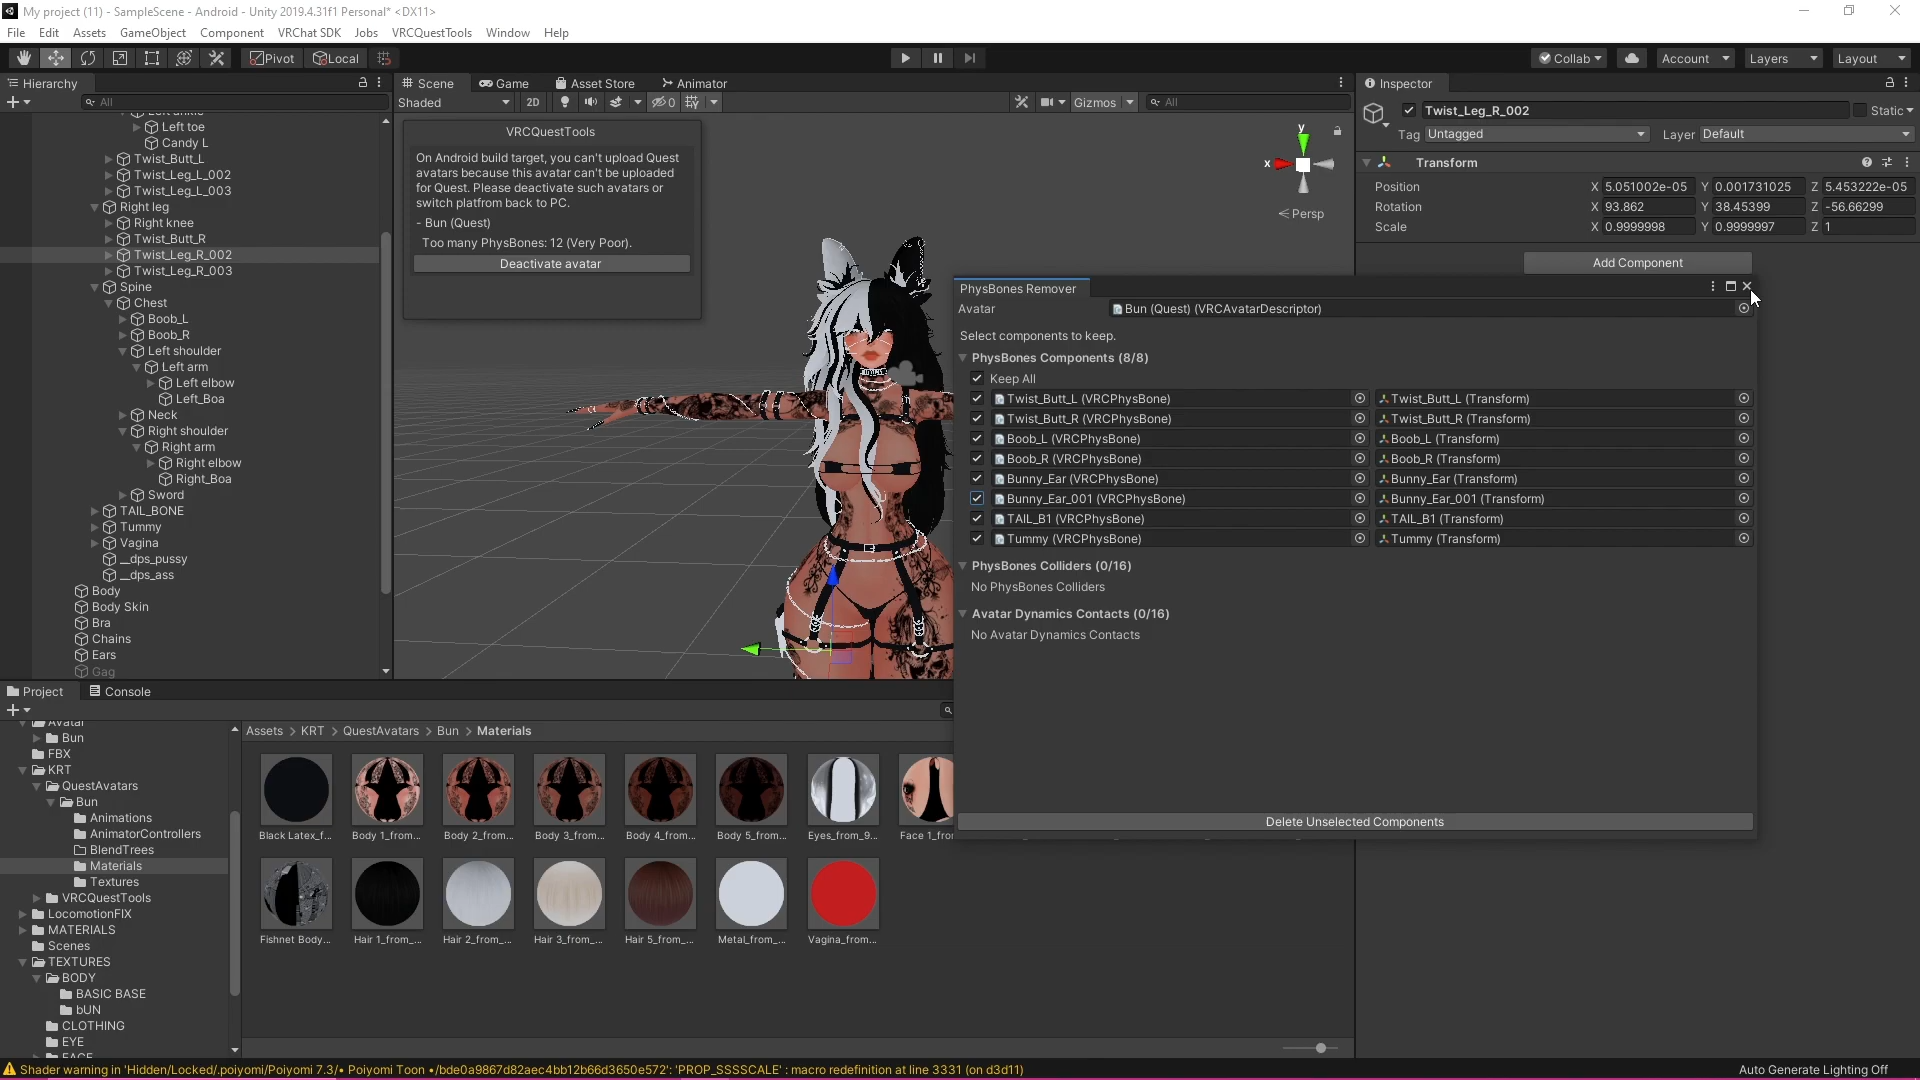 My project (11) - SampleScene - Android - Unity 2019.4.31f1 Personal* <DX11>
File Edit Assets GameObject Component VRChat SDK Jobs VRCQuestTools Window Help
Pivot Local Collab Account Layers Layout
Hierarchy
All
Left toe
Candy L
Twist_Butt_L
Twist_Leg_L_002
Twist_Leg_L_003
Right leg
Right knee
Twist_Butt_R
Twist_Leg_R_002
Twist_Leg_R_003
Spine
Chest
Boob_L
Boob_R
Left shoulder
Left arm
Left elbow
Left_Boa
Neck
Right shoulder
Right arm
Right elbow
Right_Boa
Sword
TAIL_BONE
Tummy
Vagina
__dps_pussy
__dps_ass
Body
Body Skin
Bra
Chains
Ears
Gag
Scene Game Asset Store Animator
Shaded 2D 0 Gizmos All
VRCQuestTools
On Android build target, you can't upload Quest
avatars because this avatar can't be uploaded
for Quest. Please deactivate such avatars or
switch platfrom back to PC.
- Bun (Quest)
Too many PhysBones: 12 (Very Poor).
Deactivate avatar
y
x
Persp
Inspector
Twist_Leg_R_002 Static
Tag Untagged Layer Default
Transform
Position X 5.051002e-05 Y 0.001731025 Z 5.453222e-05
Rotation X 93.862 Y 38.45399 Z -56.66299
Scale X 0.9999998 Y 0.9999997 Z 1
Add Component
PhysBones Remover
Avatar Bun (Quest) (VRCAvatarDescriptor)
Select components to keep.
PhysBones Components (8/8)
Keep All
Twist_Butt_L (VRCPhysBone) Twist_Butt_L (Transform)
Twist_Butt_R (VRCPhysBone) Twist_Butt_R (Transform)
Boob_L (VRCPhysBone) Boob_L (Transform)
Boob_R (VRCPhysBone) Boob_R (Transform)
Bunny_Ear (VRCPhysBone) Bunny_Ear (Transform)
Bunny_Ear_001 (VRCPhysBone) Bunny_Ear_001 (Transform)
TAIL_B1 (VRCPhysBone) TAIL_B1 (Transform)
Tummy (VRCPhysBone) Tummy (Transform)
PhysBones Colliders (0/16)
No PhysBones Colliders
Avatar Dynamics Contacts (0/16)
No Avatar Dynamics Contacts
Delete Unselected Components
Project Console
Avatar
Bun
FBX
KRT
QuestAvatars
Bun
Animations
AnimatorControllers
BlendTrees
Materials
Textures
VRCQuestTools
LocomotionFIX
MATERIALS
Scenes
TEXTURES
BODY
BASIC BASE
bUN
CLOTHING
EYE
FACE
Assets > KRT > QuestAvatars > Bun > Materials
Black Latex_f... Body 1_from... Body 2_from... Body 3_from... Body 4_from... Body 5_from... Eyes_from_9... Face 1_fro
Fishnet Body... Hair 1_from_... Hair 2_from_... Hair 3_from_... Hair 5_from_... Metal_from_... Vagina_from...
Shader warning in 'Hidden/Locked/.poiyomi/Poiyomi 7.3/• Poiyomi Toon •/bde0a9867d82aec4bb12b66d3650e572': 'PROP_SSSSCALE' : macro redefinition at line 3331 (on d3d11)
Auto Generate Lighting Off